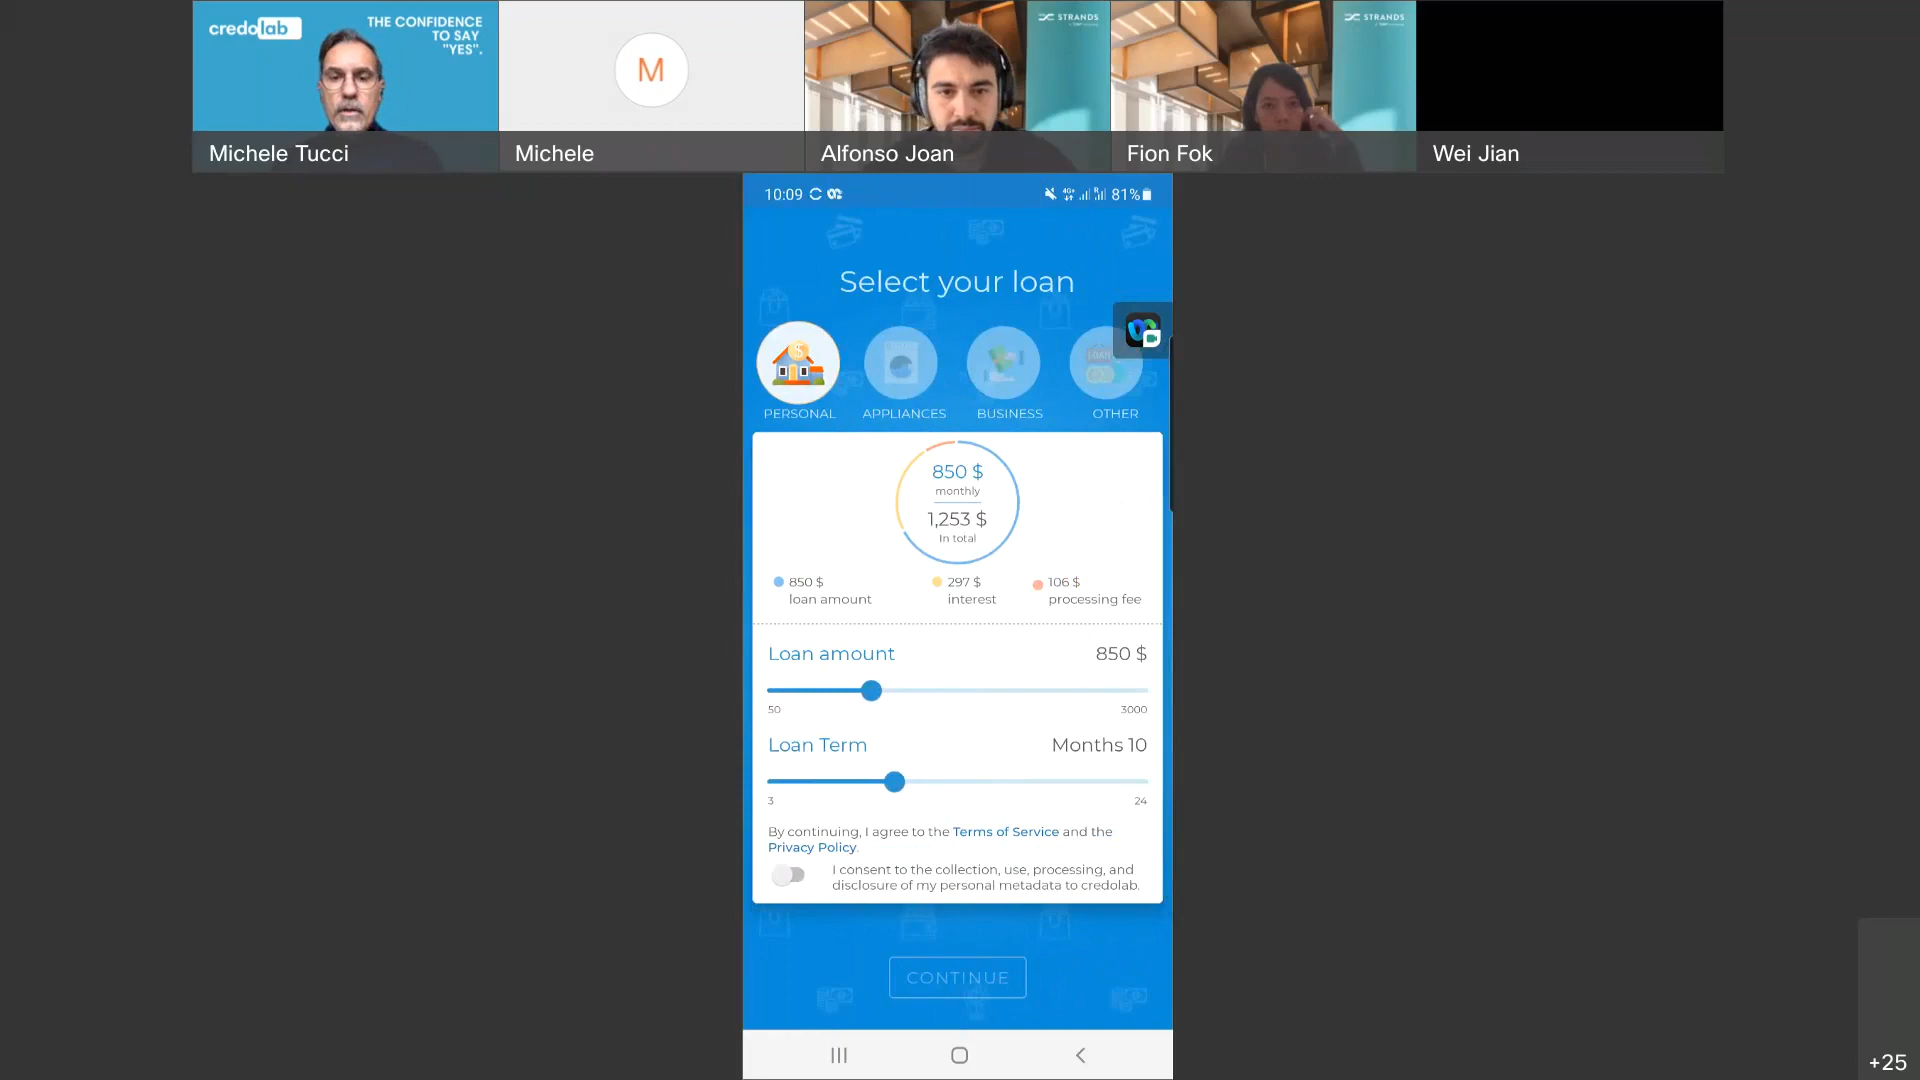 credolab
THE CONFIDENCE
TO SAY
"YES".
STRANDS
STRANDS
M
Michele Tucci
Michele
Alfonso Joan
Fion Fok
Wei Jian
10:09
81%
Select your loan
PERSONAL
APPLIANCES
BUSINESS
OTHER
850 $
monthly
1,253 $
In total
850 $
loan amount
297 $
interest
106 $
processing fee
Loan amount
850 $
50
3000
Loan Term
Months 10
3
24
By continuing, I agree to the Terms of Service and the
Privacy Policy.
I consent to the collection, use, processing, and
disclosure of my personal metadata to credolab.
CONTINUE
+25